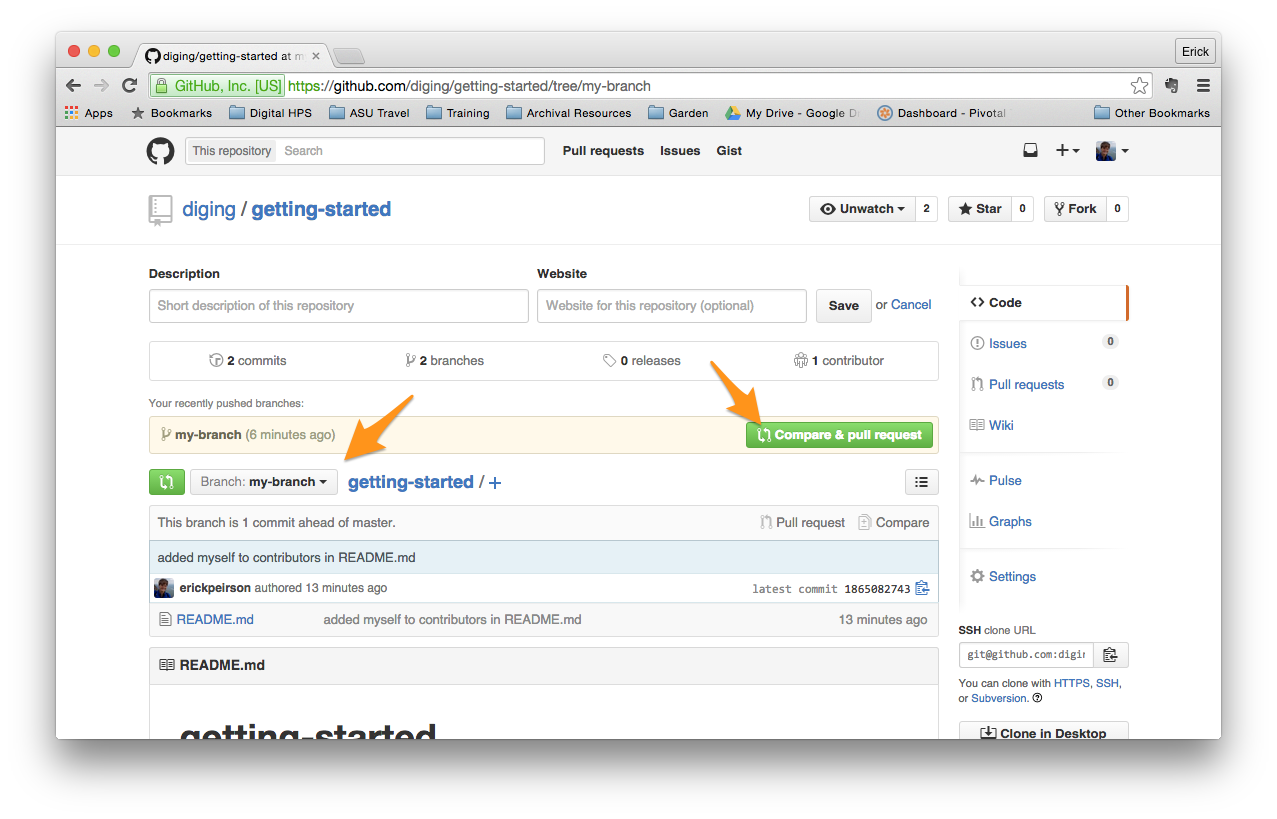 diging/getting-started at m
Erick
GitHub, Inc. [US] https://github.com/diging/getting-started/tree/my-branch
Apps Bookmarks Digital HPS ASU Travel Training Archival Resources Garden My Drive - Google D Dashboard - Pivotal Other Bookmarks
This repository Search Pull requests Issues Gist
diging / getting-started Unwatch 2 Star 0 Fork 0
Description Website
Short description of this repository Website for this repository (optional) Save or Cancel
2 commits 2 branches 0 releases 1 contributor
Your recently pushed branches:
my-branch (6 minutes ago) Compare & pull request
Branch: my-branch getting-started / +
This branch is 1 commit ahead of master. Pull request Compare
added myself to contributors in README.md
erickpeirson authored 13 minutes ago latest commit 1865082743
README.md added myself to contributors in README.md 13 minutes ago
README.md
getting-started
Code
Issues 0
Pull requests 0
Wiki
Pulse
Graphs
Settings
SSH clone URL
git@github.com:digin
You can clone with HTTPS, SSH,
or Subversion.
Clone in Desktop